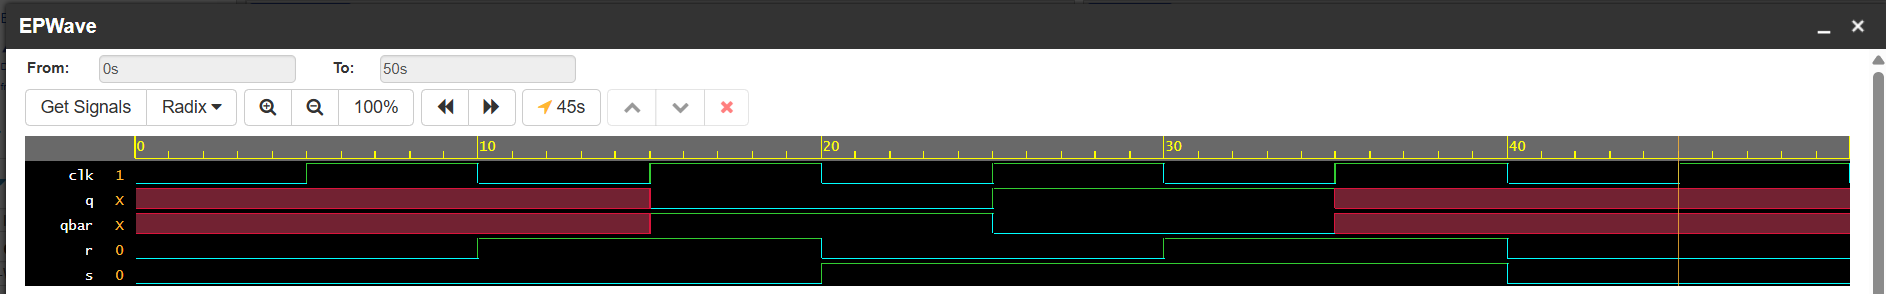 EPWave
From: 0s To: 50s
Get Signals Radix 100% 45s
0 10 20 30 40
clk 1
q X
qbar X
r 0
s 0